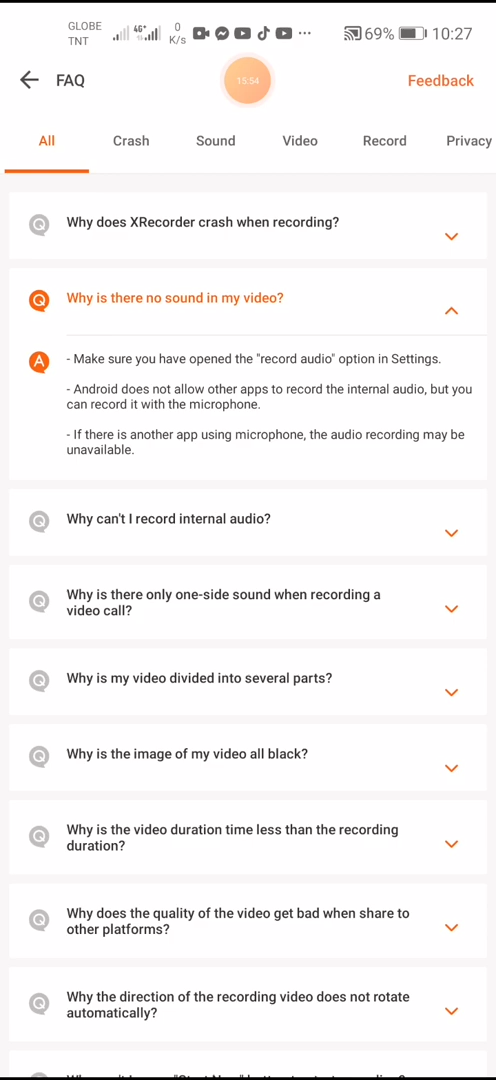 GLOBE
TNT
4G+
0
K/s
69%
10:27
FAQ
15:54
Feedback
All
Crash
Sound
Video
Record
Privacy
Q
Why does XRecorder crash when recording?
Q
Why is there no sound in my video?
A
- Make sure you have opened the "record audio" option in Settings.
- Android does not allow other apps to record the internal audio, but you
can record it with the microphone.
- If there is another app using microphone, the audio recording may be
unavailable.
Q
Why can't I record internal audio?
Q
Why is there only one-side sound when recording a
video call?
Q
Why is my video divided into several parts?
Q
Why is the image of my video all black?
Q
Why is the video duration time less than the recording
duration?
Q
Why does the quality of the video get bad when share to
other platforms?
Q
Why the direction of the recording video does not rotate
automatically?